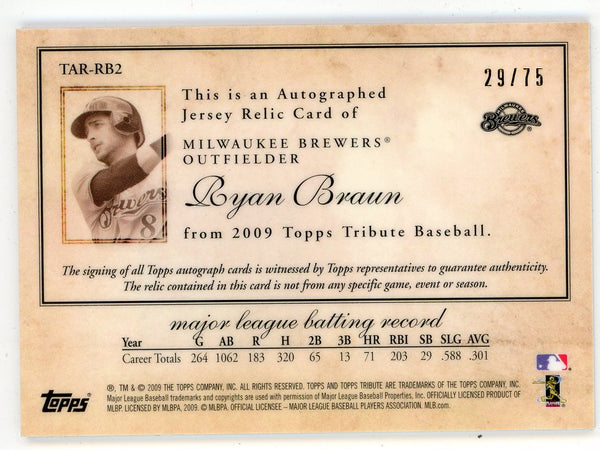 TAR-RB2
29/75
This is an Autographed
Jersey Relic Card of
MILWAUKEE BREWERS®
OUTFIELDER
Ryan Braun
from 2009 Topps Tribute Baseball.
MILWAUKEE
Brewers
Brewers
8
The signing of all Topps autograph cards is witnessed by Topps representatives to guarantee authenticity.
The relic contained in this card is not from any specific game, event or season.
major league batting record
Year G AB R H 2B 3B HR RBI SB SLG AVG
Career Totals 264 1062 183 320 65 13 71 203 29 .588 .301
topps®
®, TM & © 2009 THE TOPPS COMPANY, INC. ALL RIGHTS RESERVED. TOPPS AND TOPPS TRIBUTE ARE TRADEMARKS OF THE TOPPS COMPANY, INC.
Major League Baseball trademarks and copyrights are used with permission of Major League Baseball Properties, Inc. OFFICIALLY LICENSED PRODUCT OF
MLBP. LICENSED BY MLBPA, 2009. © MLBPA. OFFICIAL LICENSEE – MAJOR LEAGUE BASEBALL PLAYERS ASSOCIATION. MLB.com.